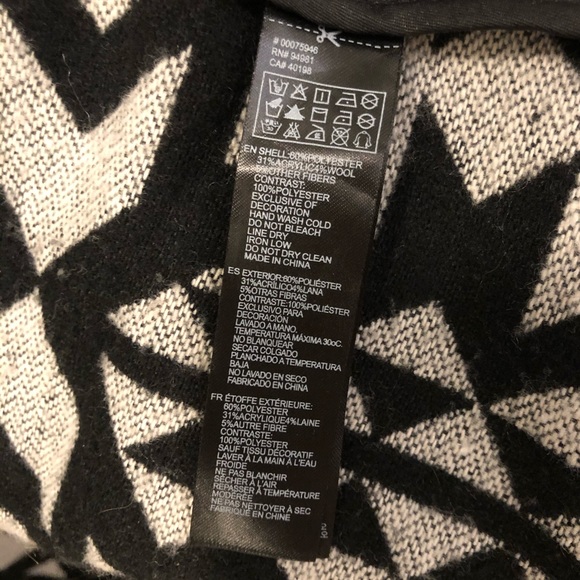 # 00075946
RN# 94981
CA# 40198
EN SHELL:60%POLYESTER
31%ACRYLIC4%WOOL
5%OTHER FIBERS
CONTRAST:
100%POLYESTER
EXCLUSIVE OF
DECORATION
HAND WASH COLD
DO NOT BLEACH
LINE DRY
IRON LOW
DO NOT DRY CLEAN
MADE IN CHINA
ES EXTERIOR:60%POLIÉSTER
31%ACRÍLICO4%LANA
5%OTRAS FIBRAS
CONTRASTE:100%POLIÉSTER
EXCLUSIVO PARA
DECORACIÓN
LAVADO A MANO.
TEMPERATURA MÁXIMA 30oC.
NO BLANQUEAR
SECAR COLGADO
PLANCHADO A TEMPERATURA
BAJA
NO LAVADO EN SECO
FABRICADO EN CHINA
FR ÉTOFFE EXTÉRIEURE:
60%POLYESTER
31%ACRYLIQUE4%LAINE
5%AUTRE FIBRE
CONTRASTE:
100%POLYESTER
SAUF TISSU DÉCORATIF
LAVER À LA MAIN À L'EAU
FROIDE
NE PAS BLANCHIR
SÉCHER À L'AIR
REPASSER À TEMPÉRATURE
MODÉRÉE
NE PAS NETTOYER À SEC
FABRIQUÉ EN CHINE